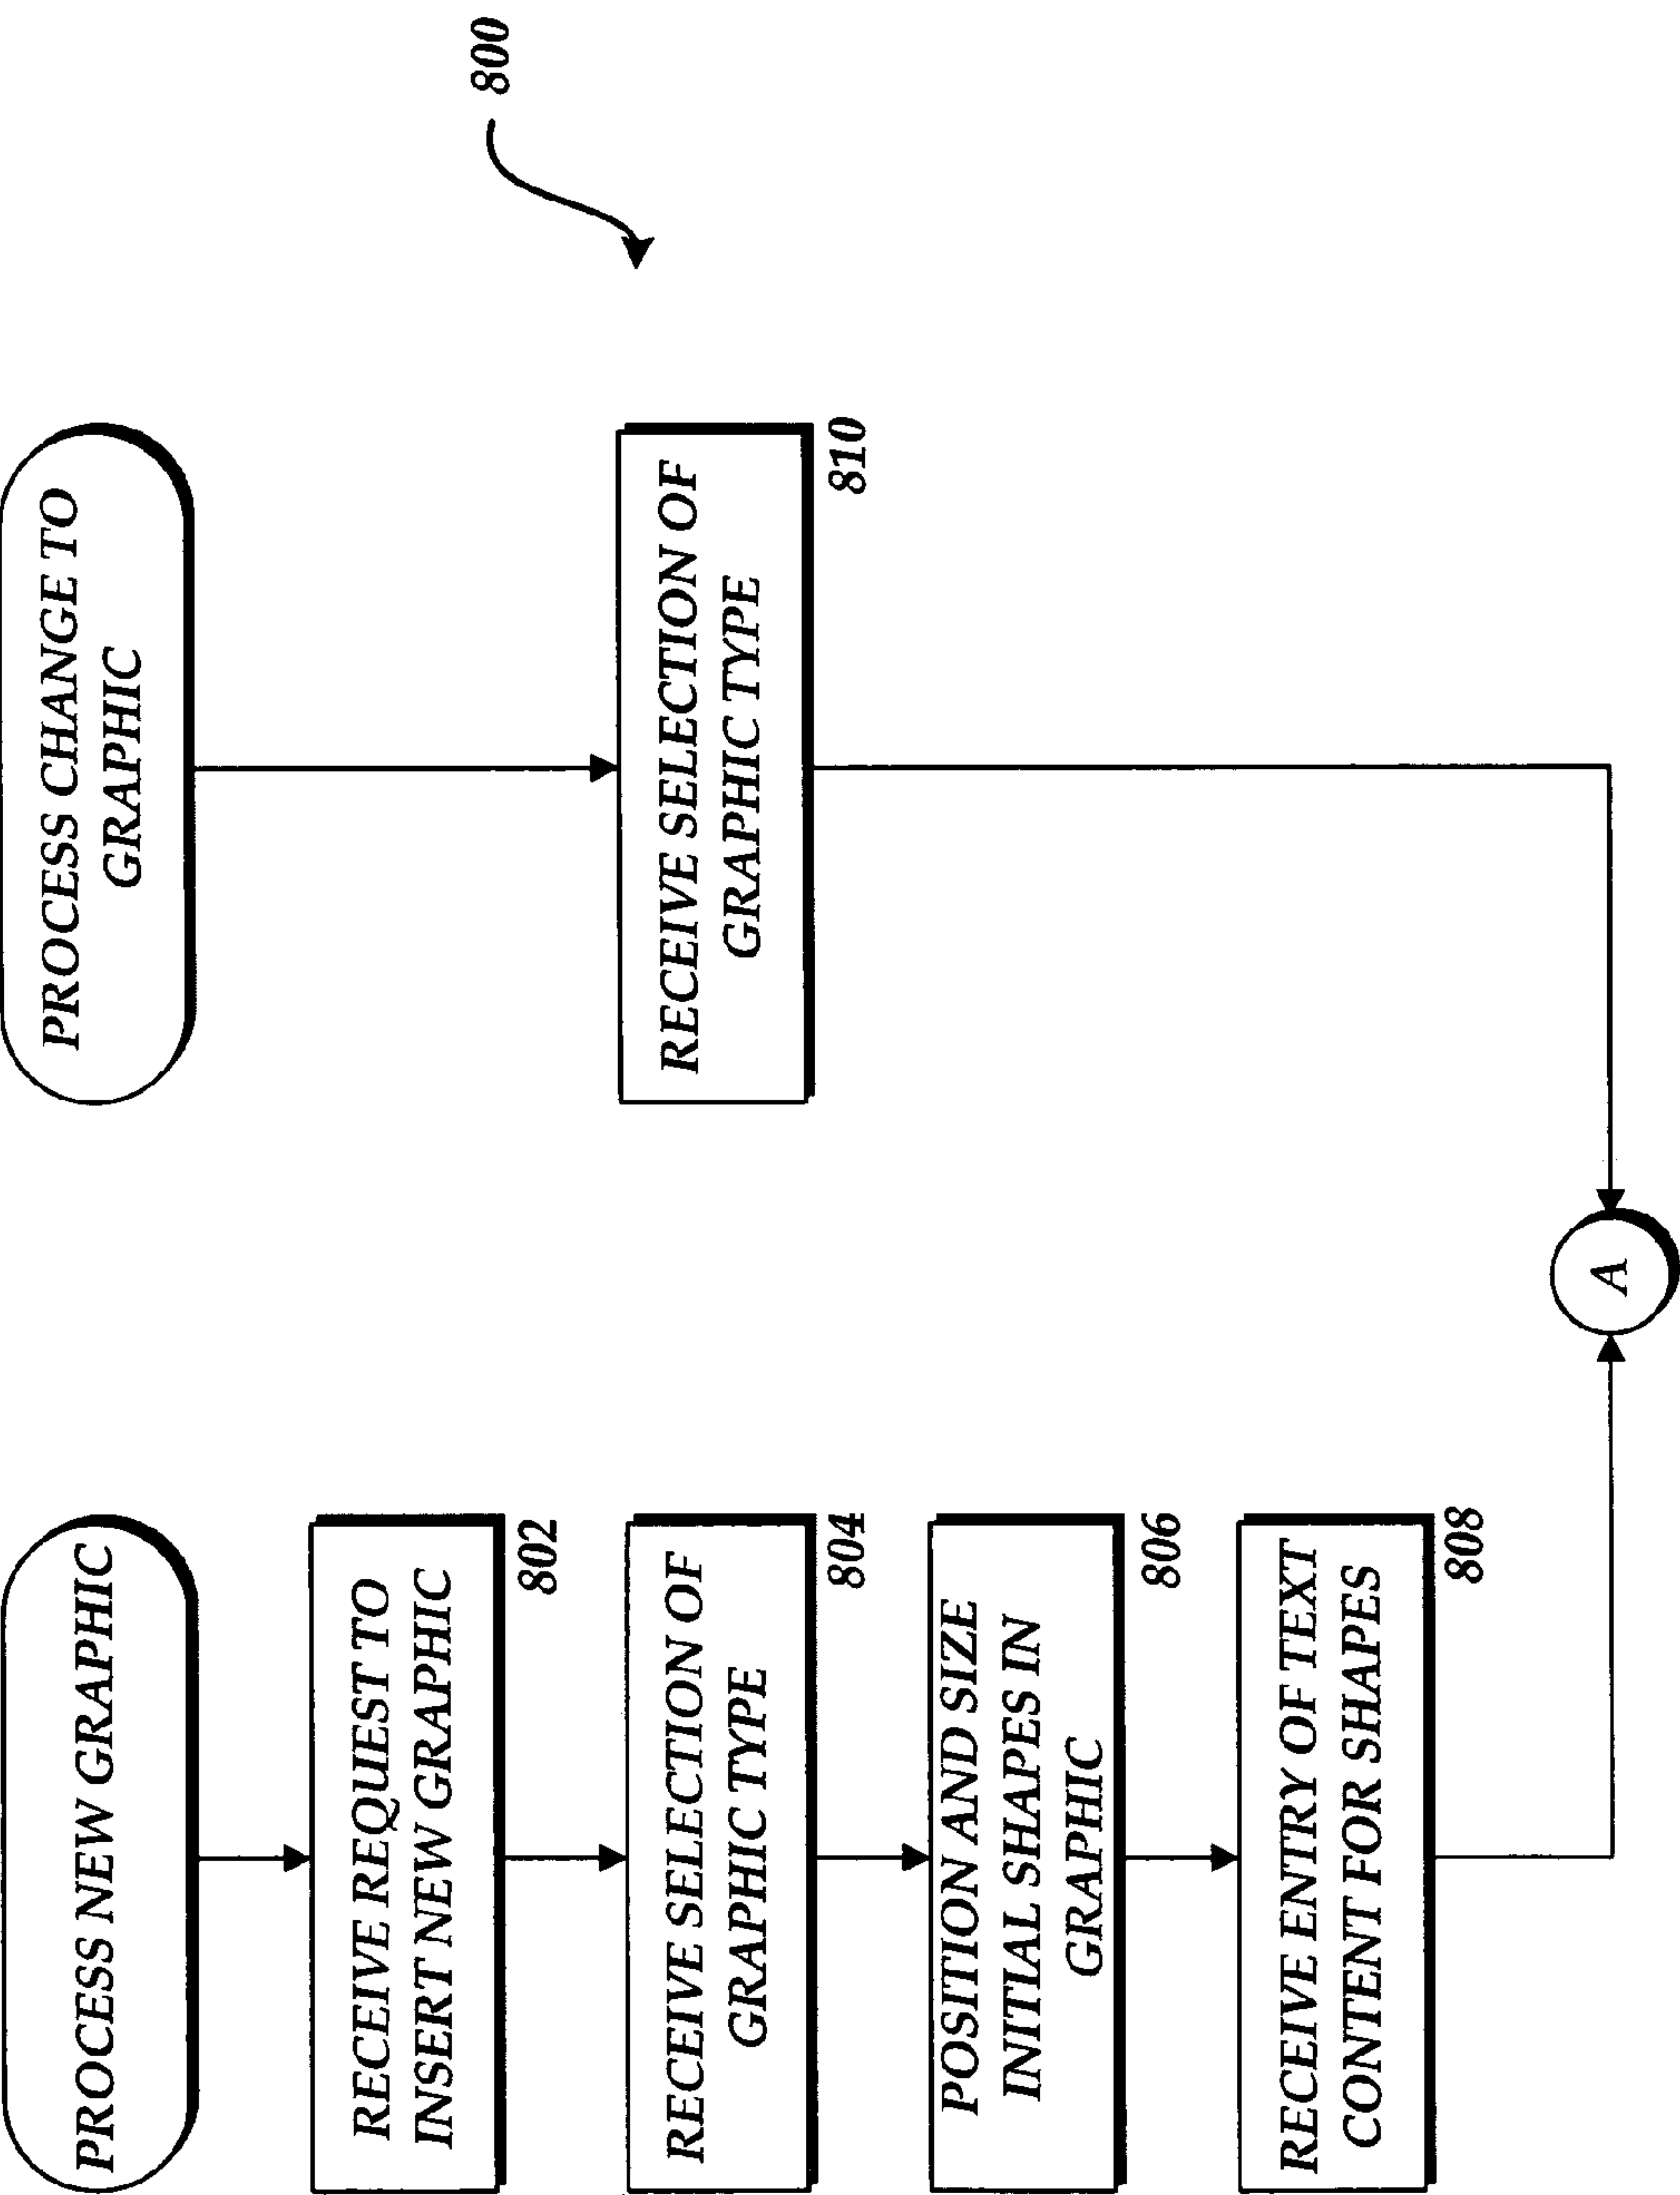 PROCESS NEW GRAPHIC
RECEIVE REQUEST TO
INSERT NEW GRAPHIC
802
RECEIVE SELECTION OF
GRAPHIC TYPE
804
POSITION AND SIZE
INITIAL SHAPES IN
GRAPHIC
806
RECEIVE ENTRY OF TEXT
CONTENT FOR SHAPES
808
A
PROCESS CHANGE TO
GRAPHIC
RECEIVE SELECTION OF
GRAPHIC TYPE
810
800